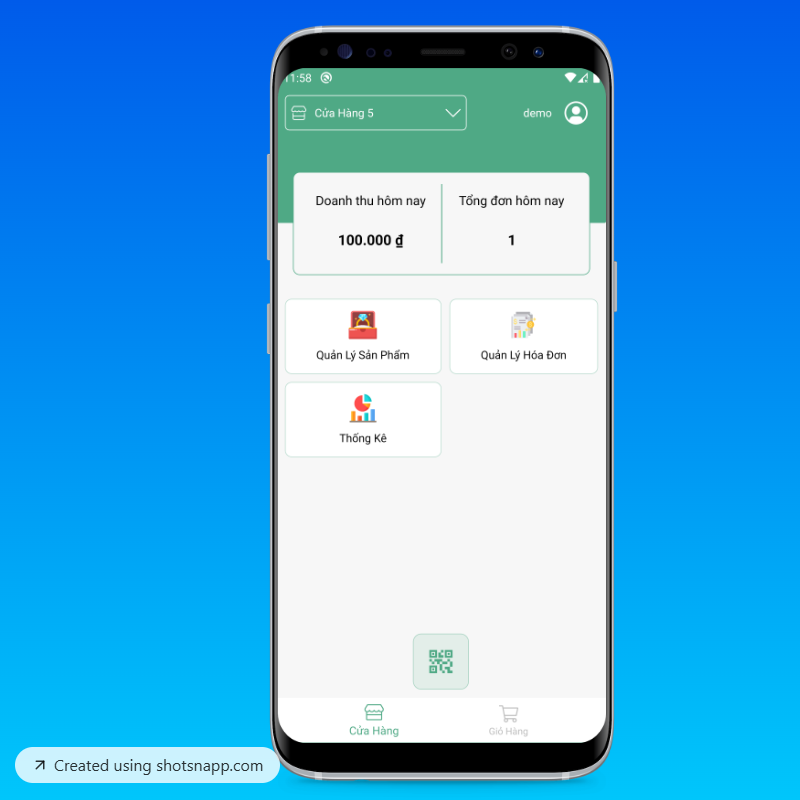 11:58
Cửa Hàng 5
demo
Doanh thu hôm nay
Tổng đơn hôm nay
100.000 ₫
1
Quản Lý Sản Phẩm
Quản Lý Hóa Đơn
Thống Kê
Cửa Hàng
Giỏ Hàng
Created using shotsnapp.com